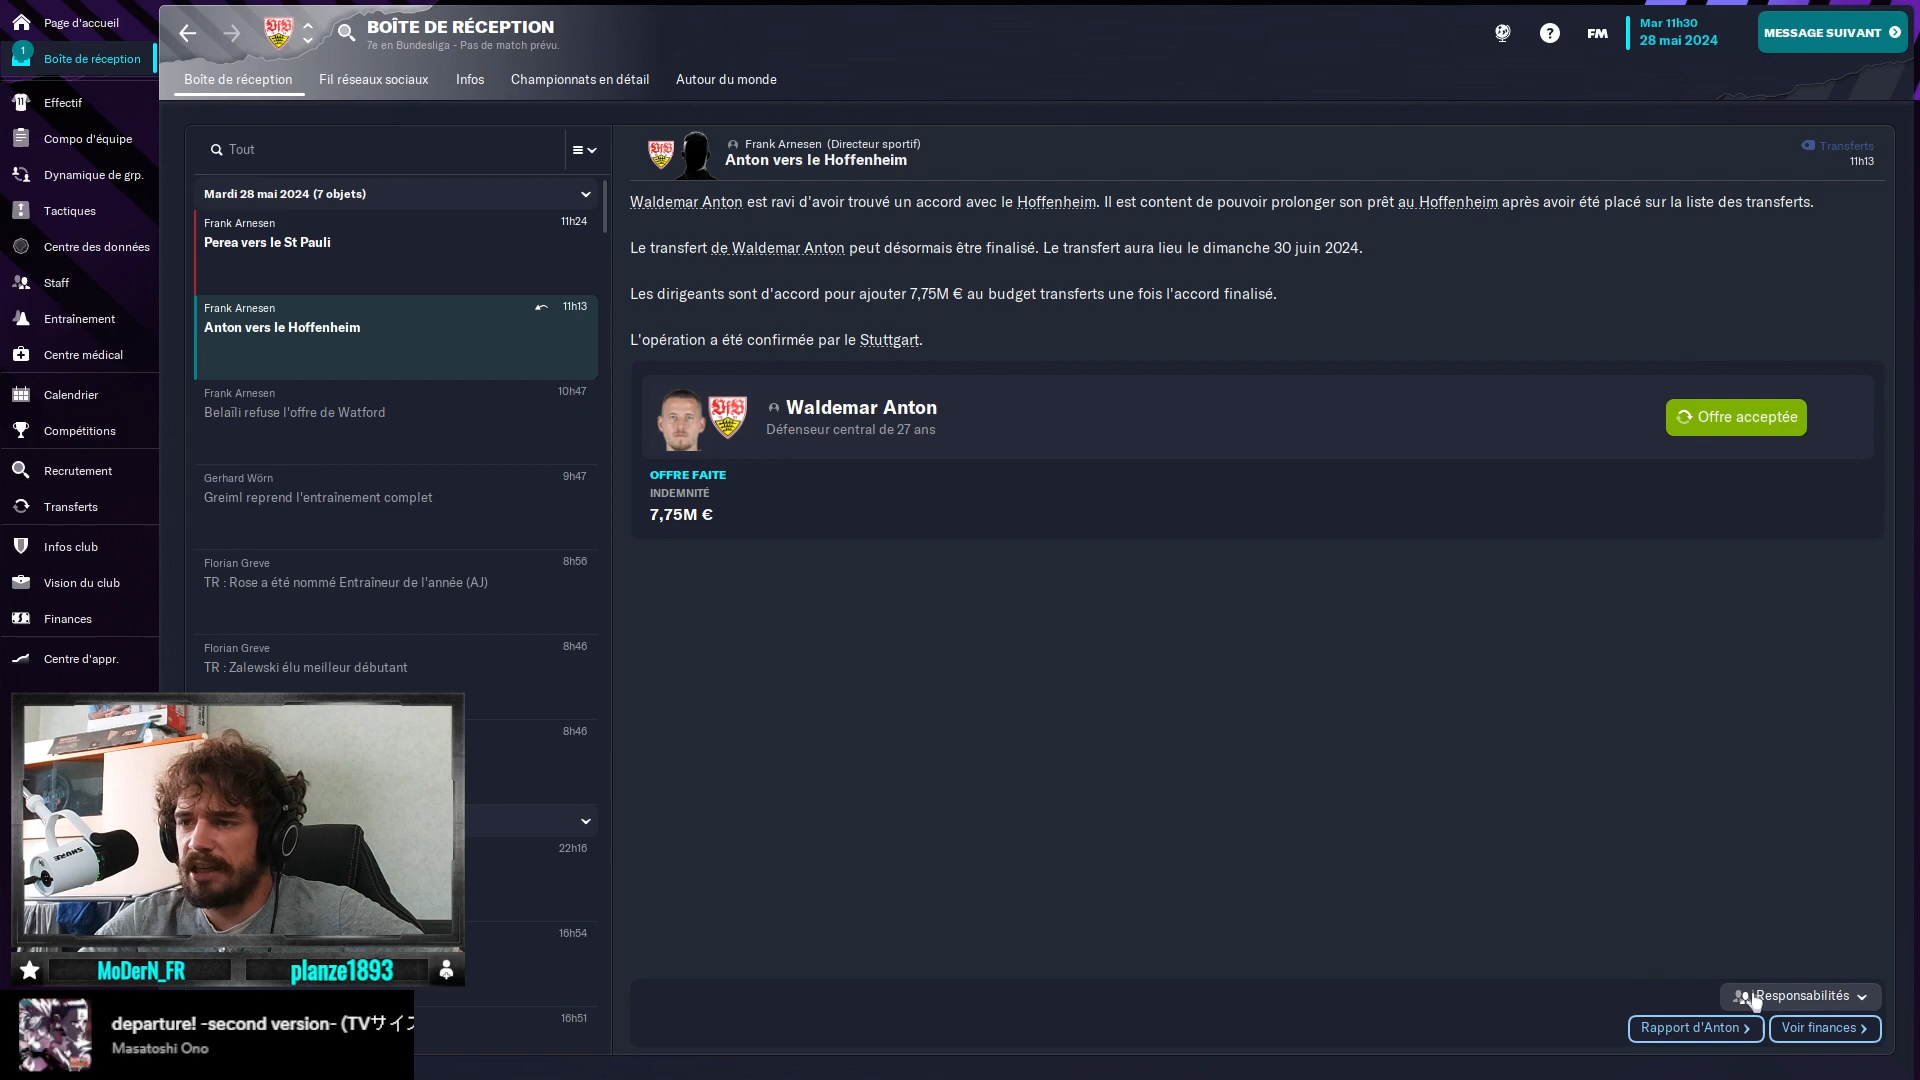 Page d'accueil
1
Boîte de réception
Effectif
Compo d'équipe
Dynamique de grp.
Tactiques
Centre des données
Staff
Entraînement
Centre médical
Calendrier
Compétitions
Recrutement
Transferts
Infos club
Vision du club
Finances
Centre d'appr.
BOÎTE DE RÉCEPTION
7e en Bundesliga - Pas de match prévu.
FM
Mar 11h30
28 mai 2024
MESSAGE SUIVANT
Boîte de réception
Fil réseaux sociaux
Infos
Championnats en détail
Autour du monde
Tout
Mardi 28 mai 2024 (7 objets)
Frank Arnesen 11h24
Perea vers le St Pauli
Frank Arnesen 11h13
Anton vers le Hoffenheim
Frank Arnesen 10h47
Belaïli refuse l'offre de Watford
Gerhard Wörn 9h47
Greiml reprend l'entraînement complet
Florian Greve 8h56
TR : Rose a été nommé Entraîneur de l'année (AJ)
Florian Greve 8h46
TR : Zalewski élu meilleur débutant
8h46
22h16
16h54
16h51
Frank Arnesen (Directeur sportif)
Anton vers le Hoffenheim
Transferts
11h13
Waldemar Anton est ravi d'avoir trouvé un accord avec le Hoffenheim. Il est content de pouvoir prolonger son prêt au Hoffenheim après avoir été placé sur la liste des transferts.
Le transfert de Waldemar Anton peut désormais être finalisé. Le transfert aura lieu le dimanche 30 juin 2024.
Les dirigeants sont d'accord pour ajouter 7,75M € au budget transferts une fois l'accord finalisé.
L'opération a été confirmée par le Stuttgart.
Waldemar Anton
Défenseur central de 27 ans
Offre acceptée
OFFRE FAITE
INDEMNITÉ
7,75M €
Responsabilités
Rapport d'Anton
Voir finances
SHURE
MoDerN_FR
planze1893
departure! -second version- (TVサイズ
Masatoshi Ono